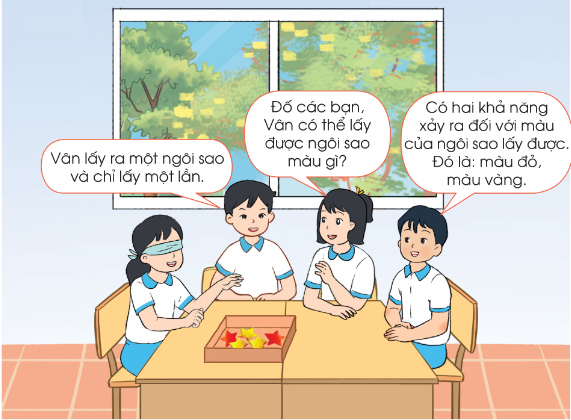 Vân lấy ra một ngôi sao
và chỉ lấy một lần.
Đố các bạn,
Vân có thể lấy
được ngôi sao
màu gì?
Có hai khả năng
xảy ra đối với màu
của ngôi sao lấy được.
Đó là: màu đỏ,
màu vàng.